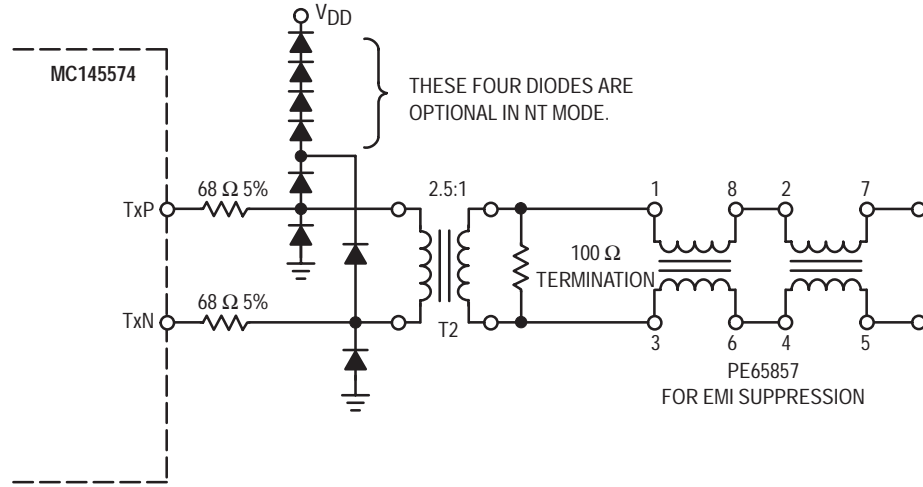 VDD
MC145574
THESE FOUR DIODES ARE
OPTIONAL IN NT MODE.
68 Ω 5%
2.5:1
1
8
2
7
TxP
100 Ω
TERMINATION
68 Ω 5%
TxN
T2
3
6
4
5
PE65857
FOR EMI SUPPRESSION